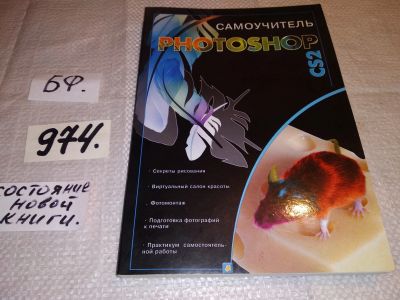 САМОУЧИТЕЛЬ
PHOTOSHOP
CS2
· Секреты рисования
· Виртуальный салон красоты
· Фотомонтаж
· Подготовка фотографий
к печати
· Практикум самостоятель-
ной работы
БФ.
974.
состояние
новой
книги.